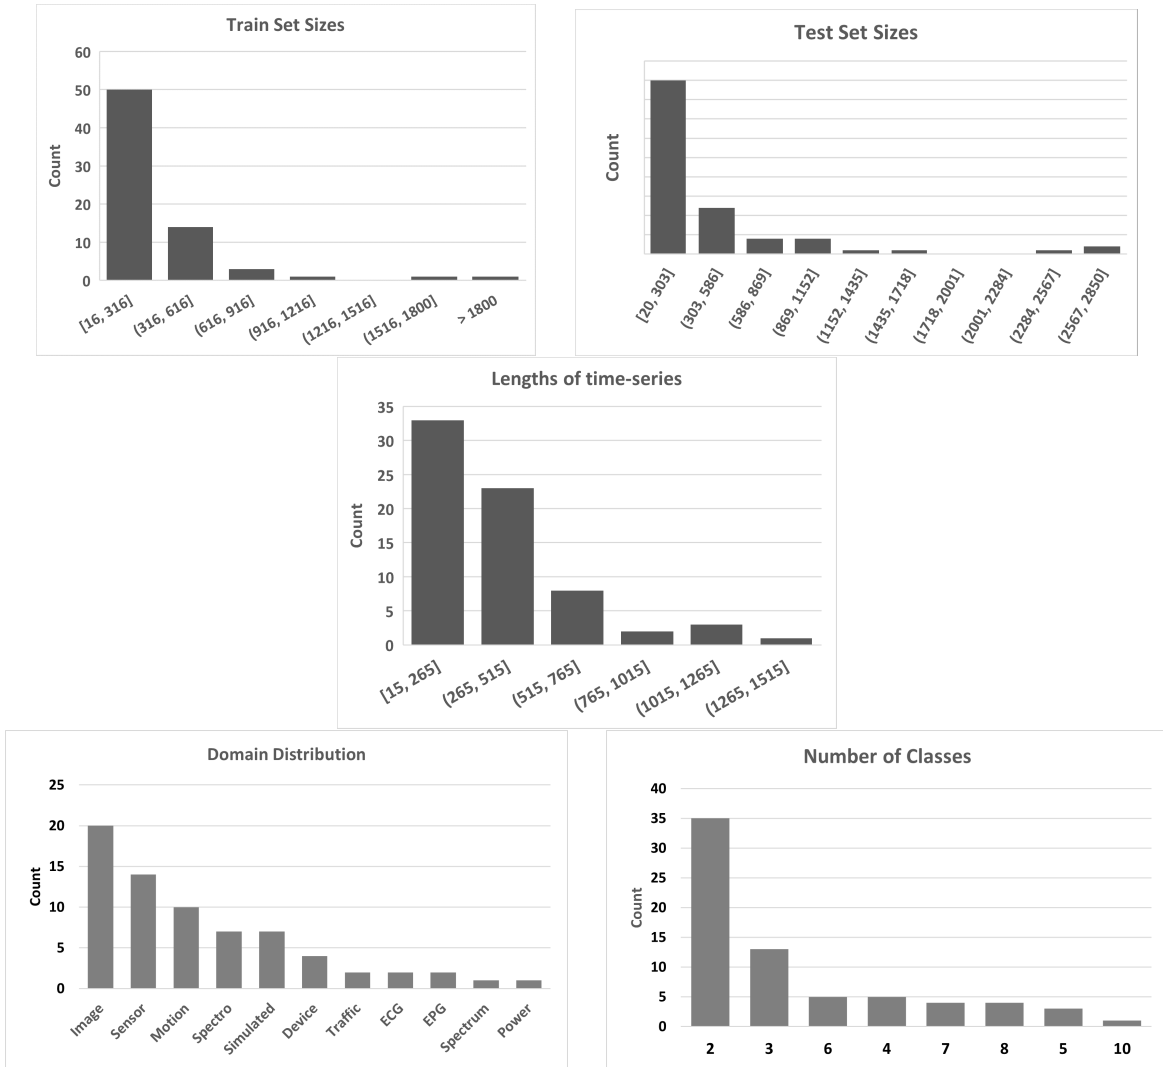 Train Set Sizes
60
50
40
30
20
10
0
Count
[16, 316]
(316, 616]
(616, 916]
(916, 1216]
(1216, 1516]
(1516, 1800]
> 1800
Test Set Sizes
Count
[20, 303]
(303, 586]
(586, 869]
(869, 1152]
(1152, 1435]
(1435, 1718]
(1718, 2001]
(2001, 2284]
(2284, 2567]
(2567, 2850]
Lengths of time-series
35
30
25
20
15
10
5
0
Count
[15, 265]
(265, 515]
(515, 765]
(765, 1015]
(1015, 1265]
(1265, 1515]
Domain Distribution
25
20
15
10
5
0
Count
Image
Sensor
Motion
Spectro
Simulated
Device
Traffic
ECG
EPG
Spectrum
Power
Number of Classes
40
35
30
25
20
15
10
5
0
Count
2
3
6
4
7
8
5
10